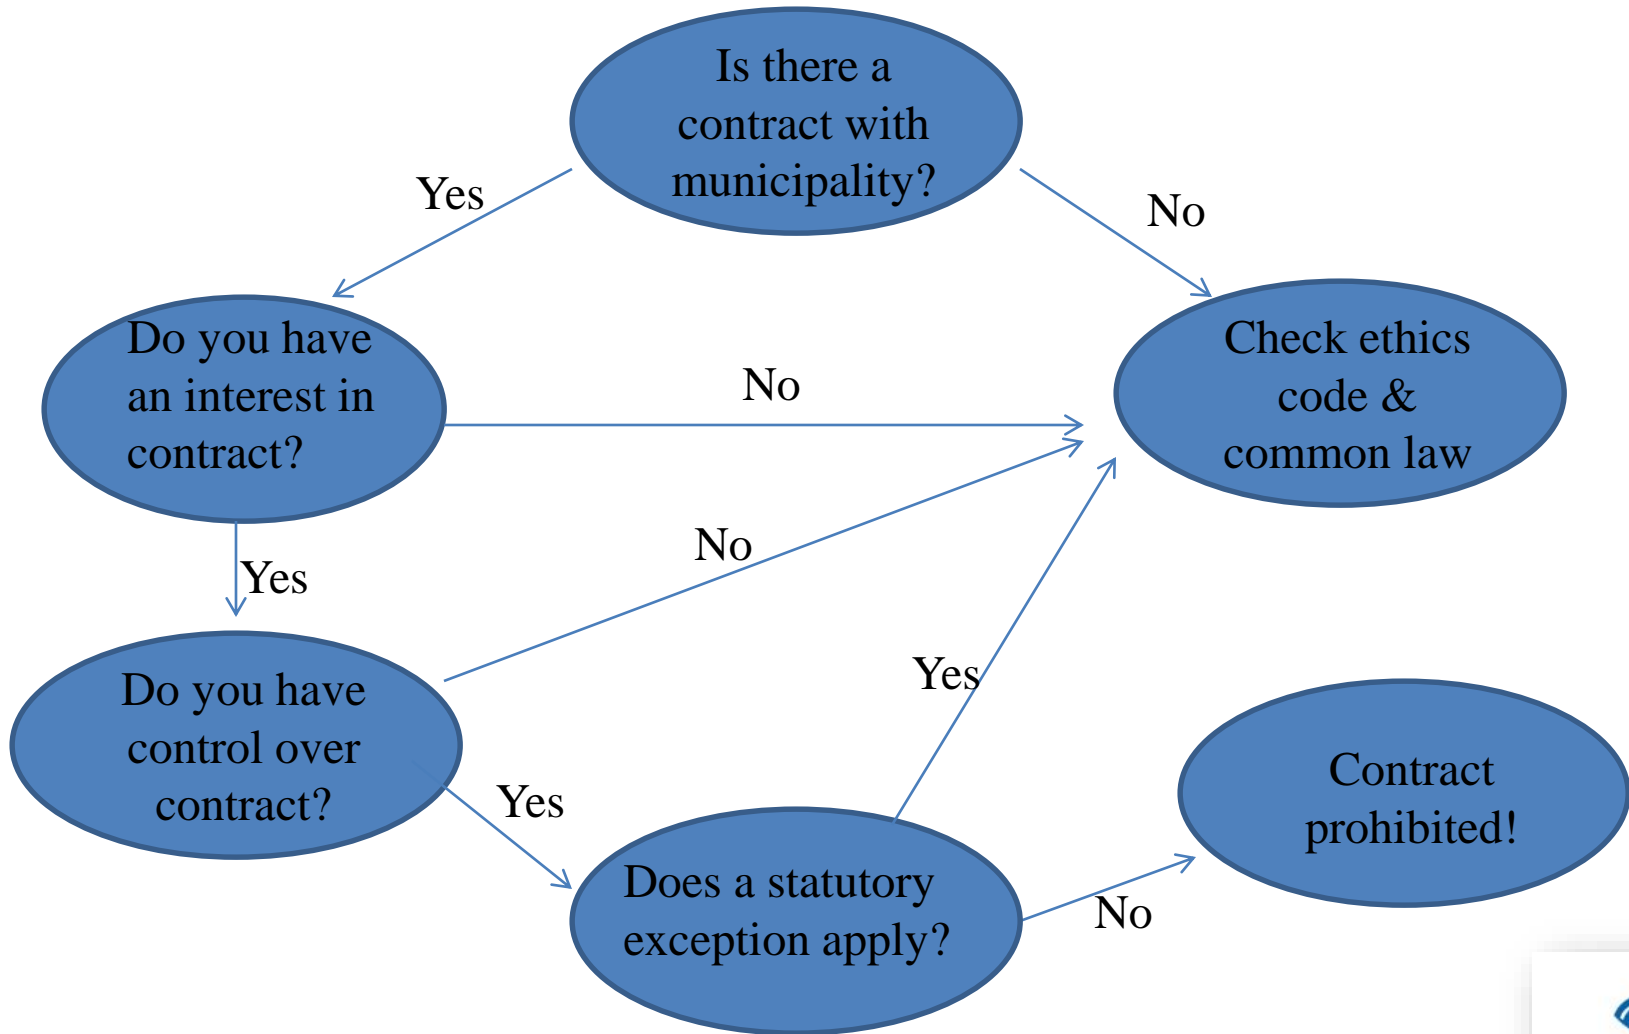 Is there a
contract with
municipality?
Yes
No
Do you have
an interest in
contract?
No
Check ethics
code &
common law
Yes
No
Do you have
control over
contract?
Yes
Yes
Contract
prohibited!
Does a statutory
exception apply?
No